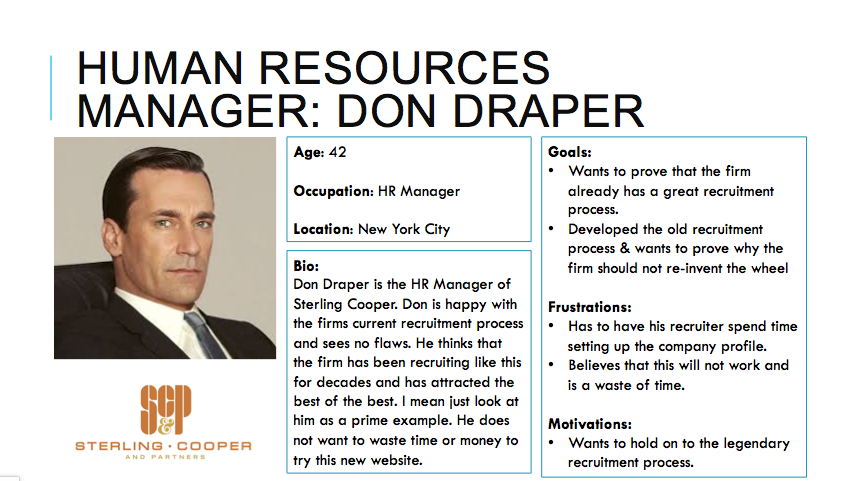 HUMAN RESOURCES
MANAGER: DON DRAPER
Age: 42
Occupation: HR Manager
Location: New York City
Bio:
Don Draper is the HR Manager of
Sterling Cooper. Don is happy with
the firms current recruitment process
and sees no flaws. He thinks that
the firm has been recruiting like this
for decades and has attracted the
best of the best. I mean just look at
him as a prime example. He does
not want to waste time or money to
try this new website.
Goals:
• Wants to prove that the firm
already has a great recruitment
process.
• Developed the old recruitment
process & wants to prove why the
firm should not re-invent the wheel
Frustrations:
• Has to have his recruiter spend time
setting up the company profile.
• Believes that this will not work and
is a waste of time.
Motivations:
• Wants to hold on to the legendary
recruitment process.
SC&P
STERLING · COOPER
AND PARTNERS